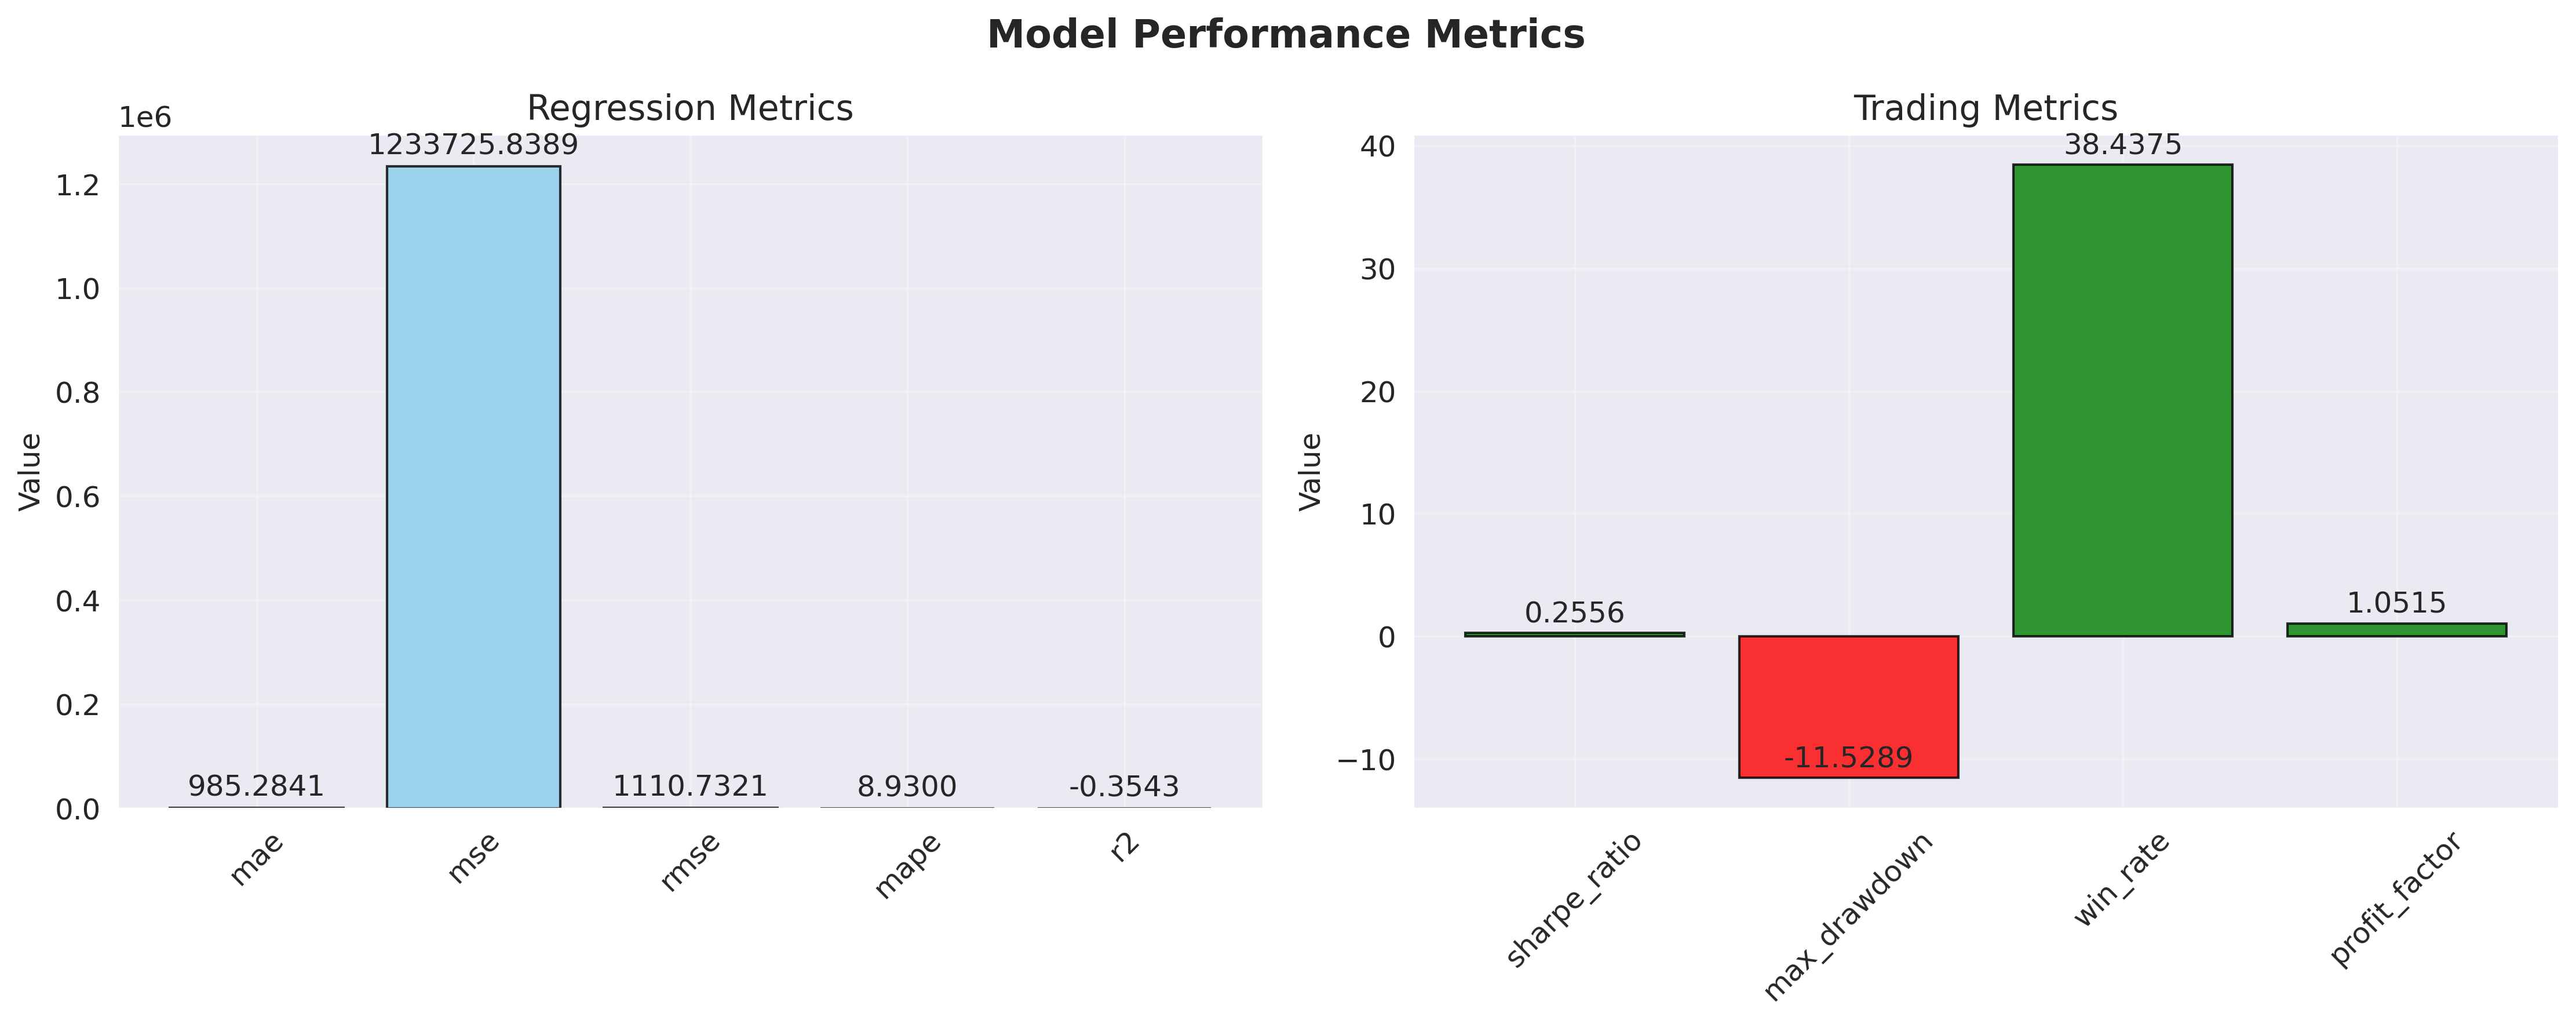 Model Performance Metrics
Regression Metrics
1e6
Value
1.2
1.0
0.8
0.6
0.4
0.2
0.0
985.2841
1233725.8389
1110.7321
8.9300
-0.3543
mae
mse
rmse
mape
r2
Trading Metrics
Value
40
30
20
10
0
−10
0.2556
-11.5289
38.4375
1.0515
sharpe_ratio
max_drawdown
win_rate
profit_factor